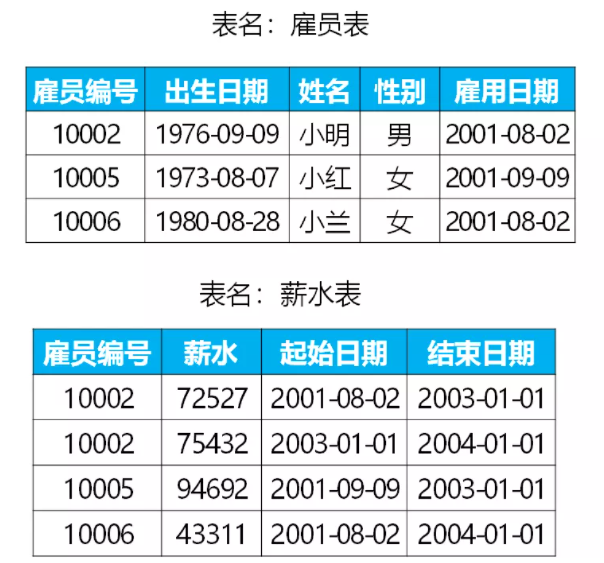 表名：雇员表
雇员编号 出生日期 姓名 性别 雇用日期
10002 1976-09-09 小明 男 2001-08-02
10005 1973-08-07 小红 女 2001-09-09
10006 1980-08-28 小兰 女 2001-08-02
表名：薪水表
雇员编号 薪水 起始日期 结束日期
10002 72527 2001-08-02 2003-01-01
10002 75432 2003-01-01 2004-01-01
10005 94692 2001-09-09 2003-01-01
10006 43311 2001-08-02 2004-01-01